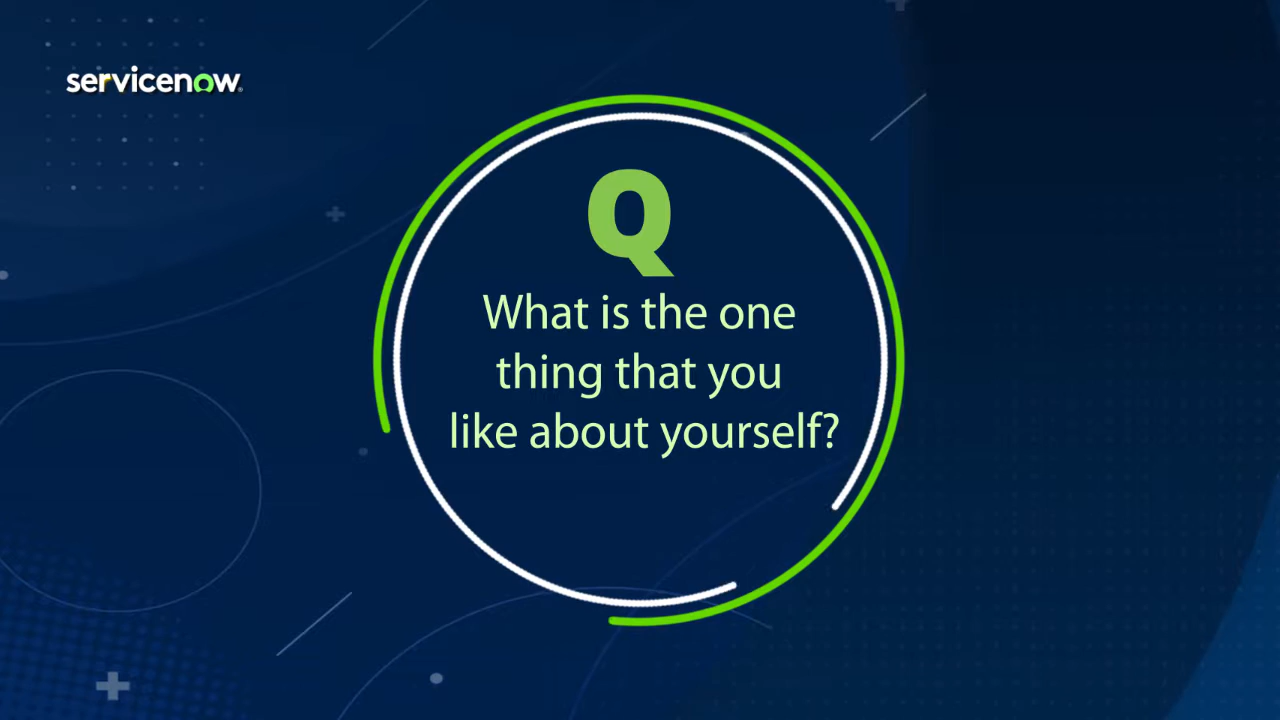 servicenow
Q
What is the one
thing that you
like about yourself?